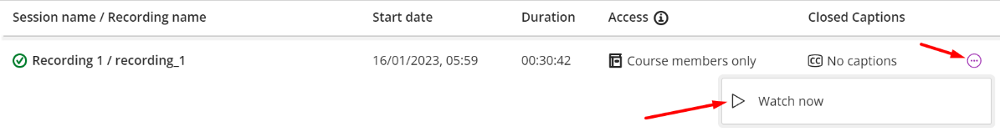 Session name / Recording name Start date Duration Access Closed Captions
Recording 1 / recording_1 16/01/2023, 05:59 00:30:42 Course members only CC No captions
Watch now